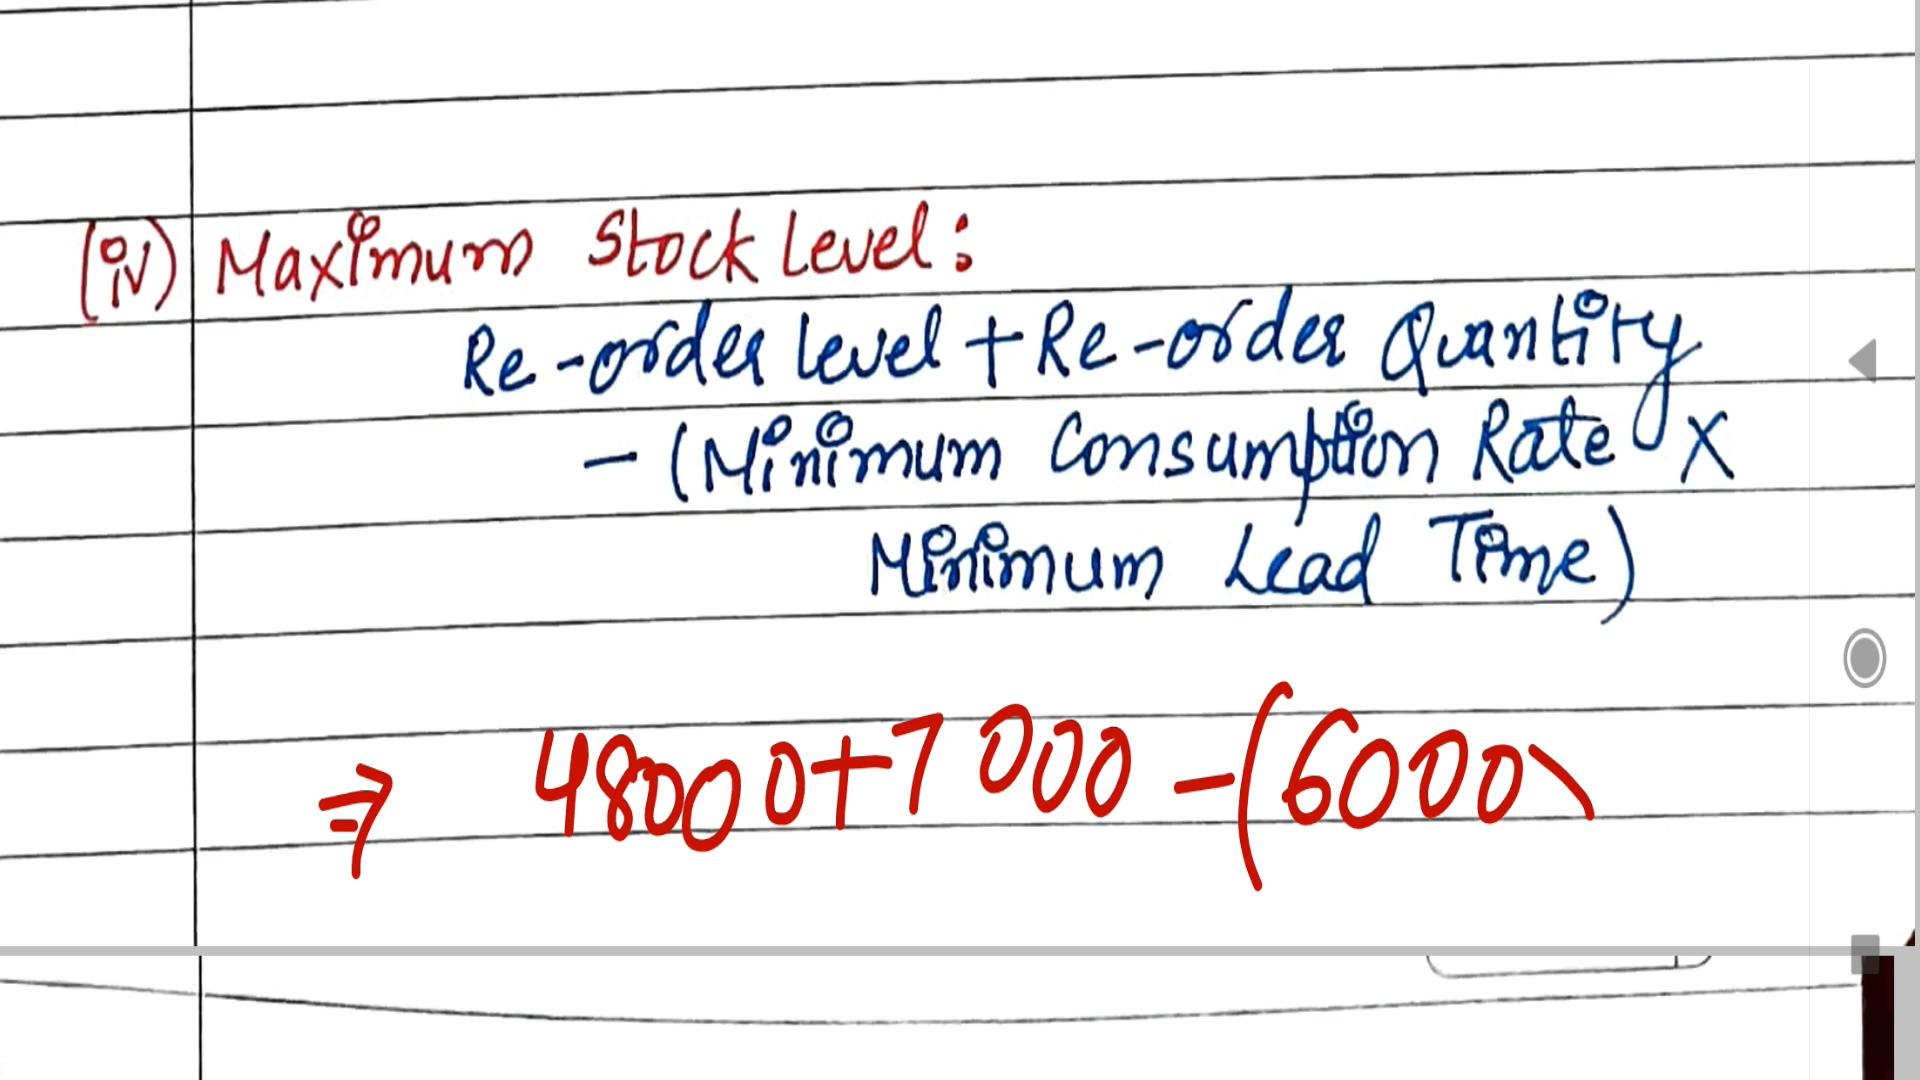 (iv) Maximum Stock Level:
Re-order level + Re-order Quantity
- (Minimum Consumption Rate X
Minimum Lead Time)
⇒ 48000+7000-(6000\